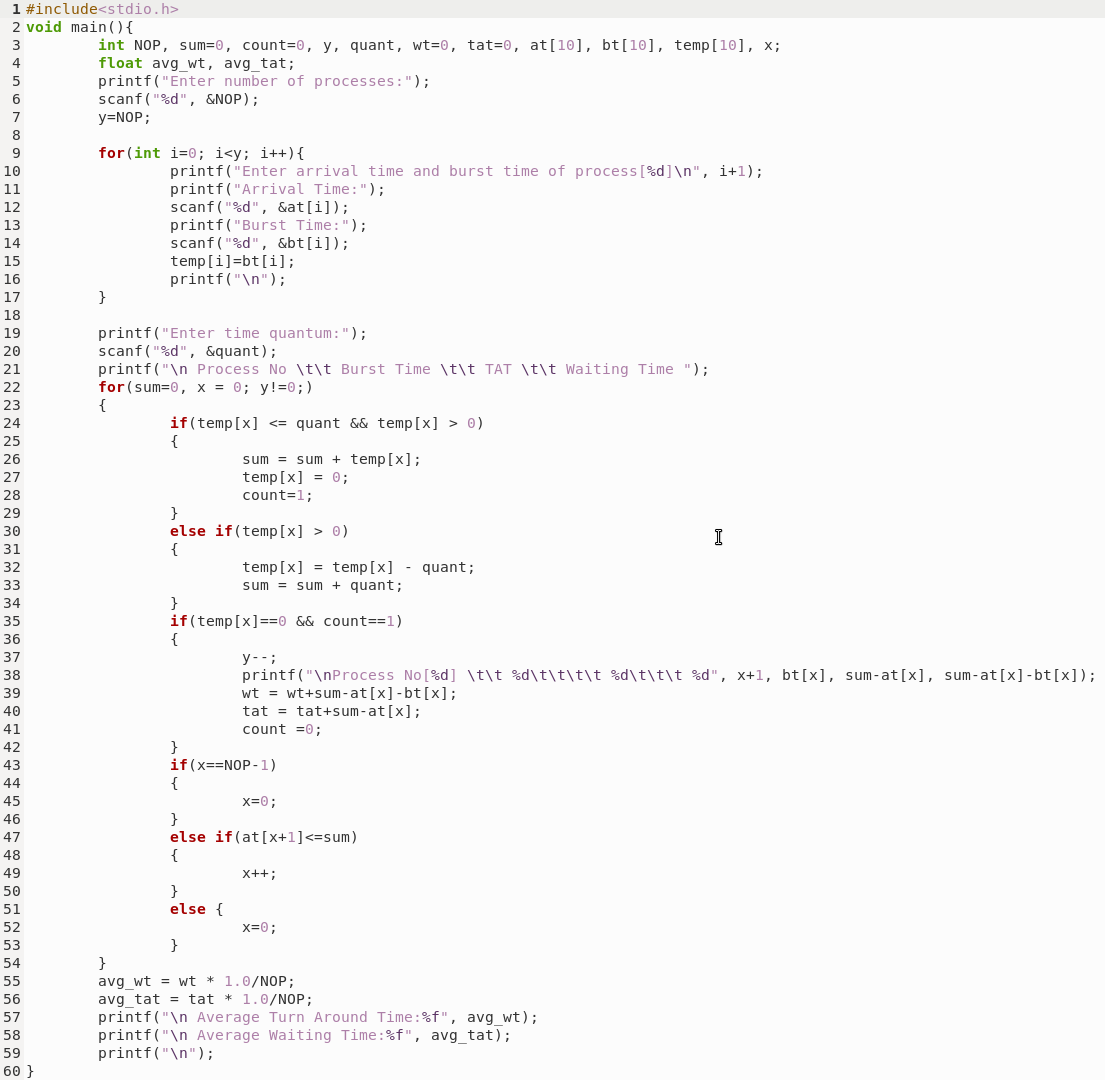 1 #include<stdio.h>
2 void main(){
3         int NOP, sum=0, count=0, y, quant, wt=0, tat=0, at[10], bt[10], temp[10], x;
4         float avg_wt, avg_tat;
5         printf("Enter number of processes:");
6         scanf("%d", &NOP);
7         y=NOP;
8
9         for(int i=0; i<y; i++){
10                 printf("Enter arrival time and burst time of process[%d]\n", i+1);
11                 printf("Arrival Time:");
12                 scanf("%d", &at[i]);
13                 printf("Burst Time:");
14                 scanf("%d", &bt[i]);
15                 temp[i]=bt[i];
16                 printf("\n");
17         }
18
19         printf("Enter time quantum:");
20         scanf("%d", &quant);
21         printf("\n Process No \t\t Burst Time \t\t TAT \t\t Waiting Time ");
22         for(sum=0, x = 0; y!=0;)
23         {
24                 if(temp[x] <= quant && temp[x] > 0)
25                 {
26                         sum = sum + temp[x];
27                         temp[x] = 0;
28                         count=1;
29                 }
30                 else if(temp[x] > 0)
31                 {
32                         temp[x] = temp[x] - quant;
33                         sum = sum + quant;
34                 }
35                 if(temp[x]==0 && count==1)
36                 {
37                         y--;
38                         printf("\nProcess No[%d] \t\t %d\t\t\t\t %d\t\t\t %d", x+1, bt[x], sum-at[x], sum-at[x]-bt[x]);
39                         wt = wt+sum-at[x]-bt[x];
40                         tat = tat+sum-at[x];
41                         count =0;
42                 }
43                 if(x==NOP-1)
44                 {
45                         x=0;
46                 }
47                 else if(at[x+1]<=sum)
48                 {
49                         x++;
50                 }
51                 else {
52                         x=0;
53                 }
54         }
55         avg_wt = wt * 1.0/NOP;
56         avg_tat = tat * 1.0/NOP;
57         printf("\n Average Turn Around Time:%f", avg_wt);
58         printf("\n Average Waiting Time:%f", avg_tat);
59         printf("\n");
60 }